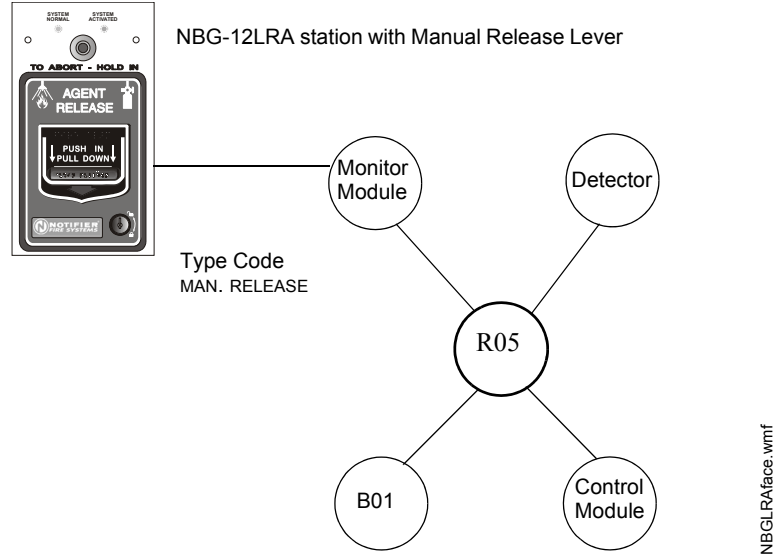 SYSTEM NORMAL
SYSTEM ACTIVATED
NBG-12LRA station with Manual Release Lever
TO ABORT - HOLD IN
AGENT
RELEASE
PUSH IN
PULL DOWN
NOTIFIER
FIRE SYSTEMS
Monitor
Module
Detector
Type Code
MAN. RELEASE
R05
B01
Control
Module
NBGLRAface.wmf